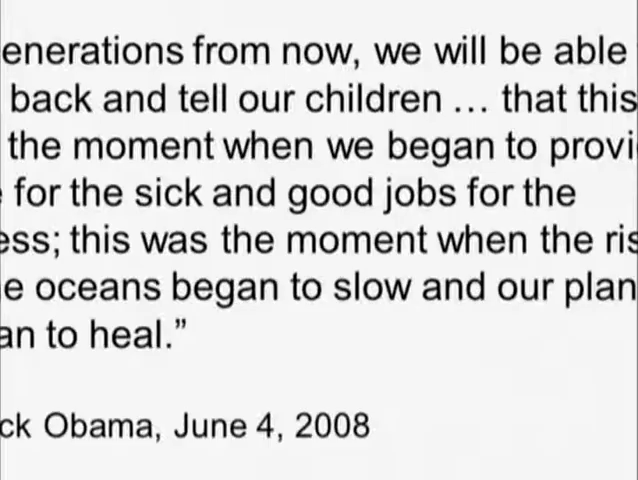 enerations from now, we will be able
back and tell our children … that this
the moment when we began to provi
for the sick and good jobs for the
ess; this was the moment when the ris
e oceans began to slow and our plan
an to heal.”
ck Obama, June 4, 2008